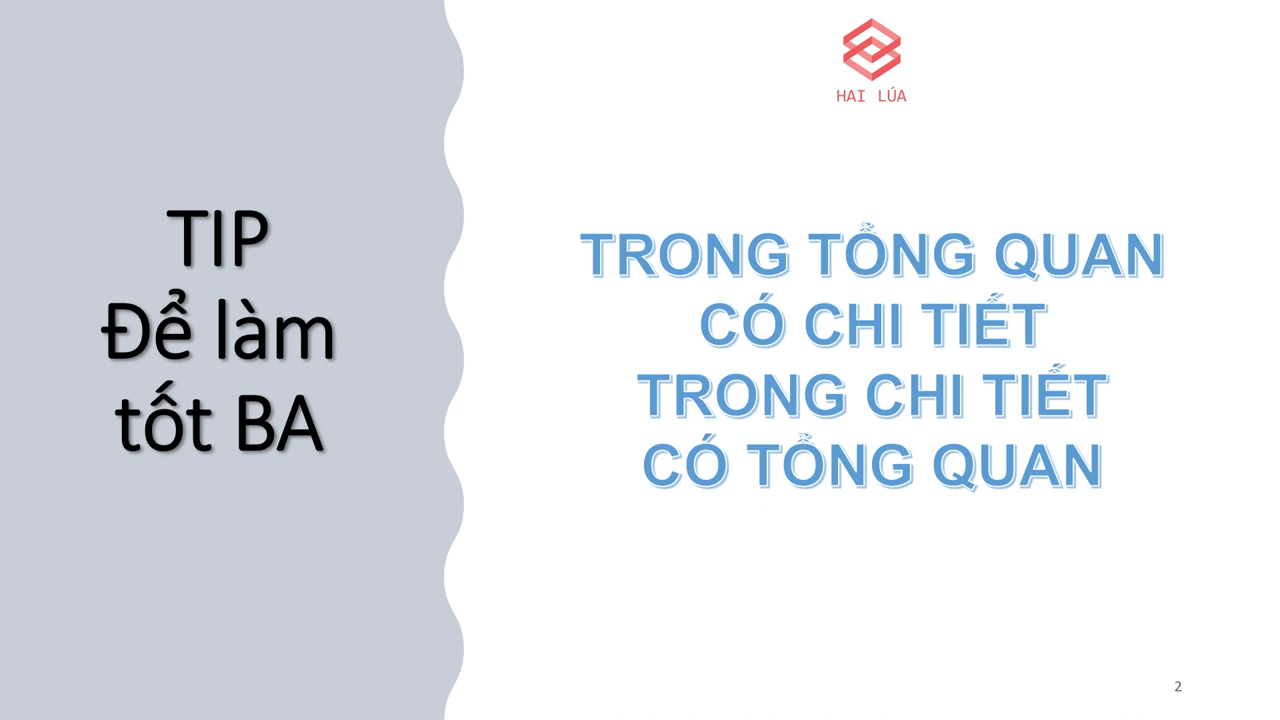 TIP
Để làm
tốt BA
HAI LÚA
TRONG TỔNG QUAN
CÓ CHI TIẾT
TRONG CHI TIẾT
CÓ TỔNG QUAN
2